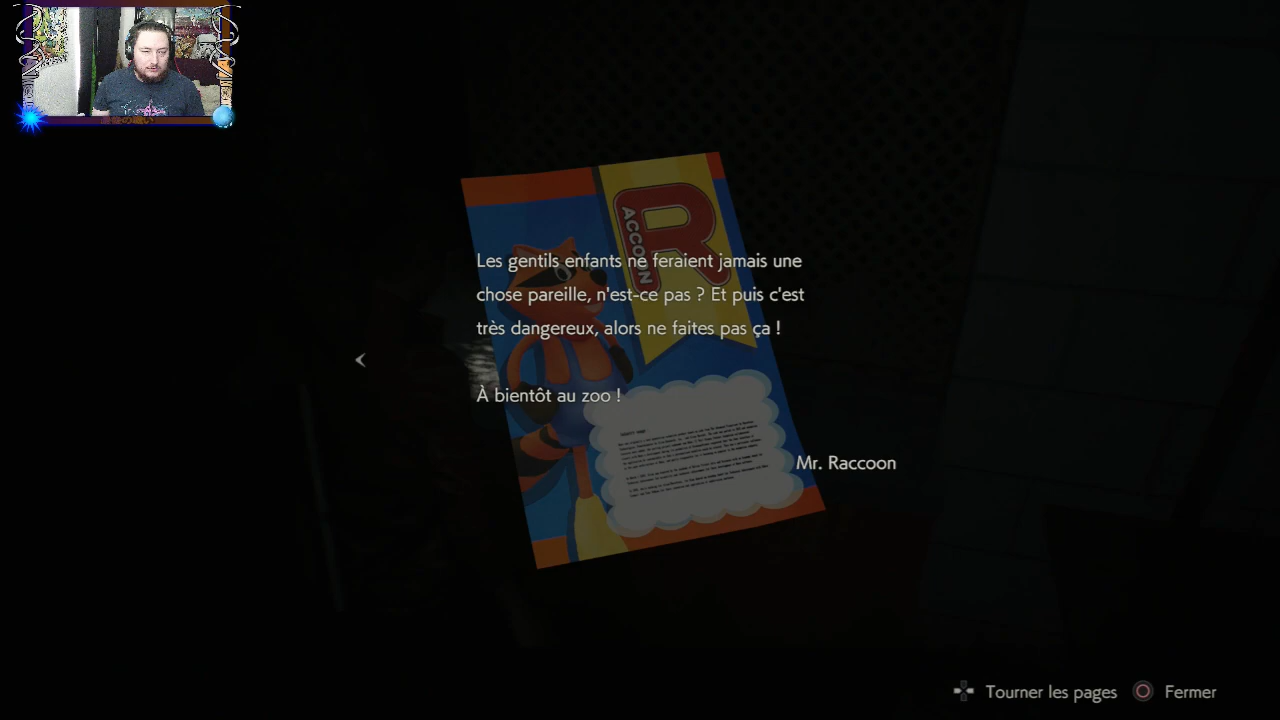 R
ACCOON
Les gentils enfants ne feraient jamais une
chose pareille, n'est-ce pas ? Et puis c'est
très dangereux, alors ne faites pas ça !
À bientôt au zoo !
Mr. Raccoon
Tourner les pages
Fermer